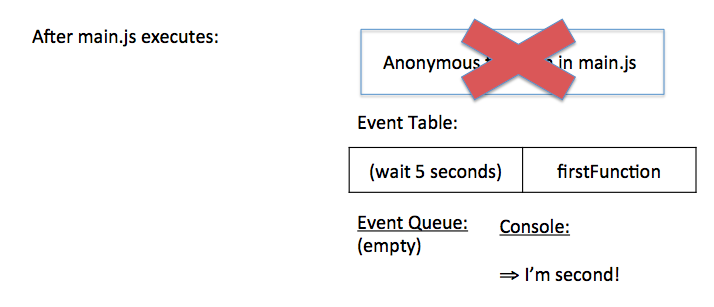 After main.js executes:
Anonymous in main.js
Event Table:
(wait 5 seconds) firstFunction
Event Queue: Console:
(empty)
⇒ I'm second!